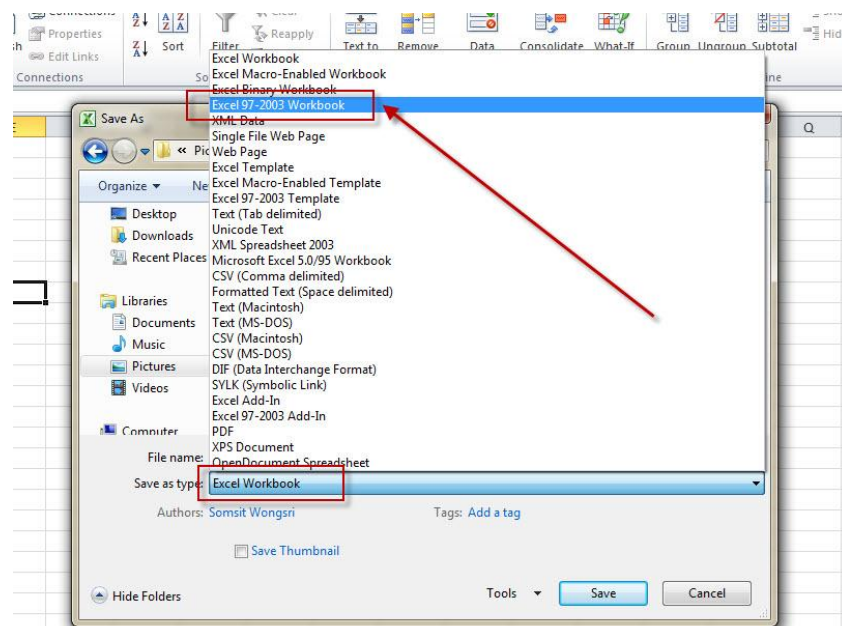 Connections
Properties
Edit Links
Connections
Sort
Filter
Clear
Reapply
Text to
Remove
Data
Consolidate
What-If
Group
Ungroup
Subtotal
Hid
So
ine
E
Q
Save As
« Pic
Organize
Ne
Desktop
Downloads
Recent Places
Libraries
Documents
Music
Pictures
Videos
Computer
Excel Workbook
Excel Macro-Enabled Workbook
Excel Binary Workbook
Excel 97-2003 Workbook
XML Data
Single File Web Page
Web Page
Excel Template
Excel Macro-Enabled Template
Excel 97-2003 Template
Text (Tab delimited)
Unicode Text
XML Spreadsheet 2003
Microsoft Excel 5.0/95 Workbook
CSV (Comma delimited)
Formatted Text (Space delimited)
Text (Macintosh)
Text (MS-DOS)
CSV (Macintosh)
CSV (MS-DOS)
DIF (Data Interchange Format)
SYLK (Symbolic Link)
Excel Add-In
Excel 97-2003 Add-In
PDF
XPS Document
OpenDocument Spreadsheet
File name:
Save as type: Excel Workbook
Authors: Somsit Wongsri Tags: Add a tag
Save Thumbnail
Hide Folders Tools Save Cancel